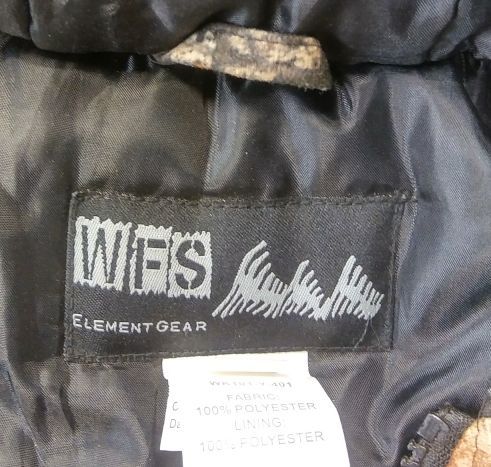 WFS
ELEMENTGEAR
FABRIC:
100% POLYESTER
LINING:
100% POLYESTER